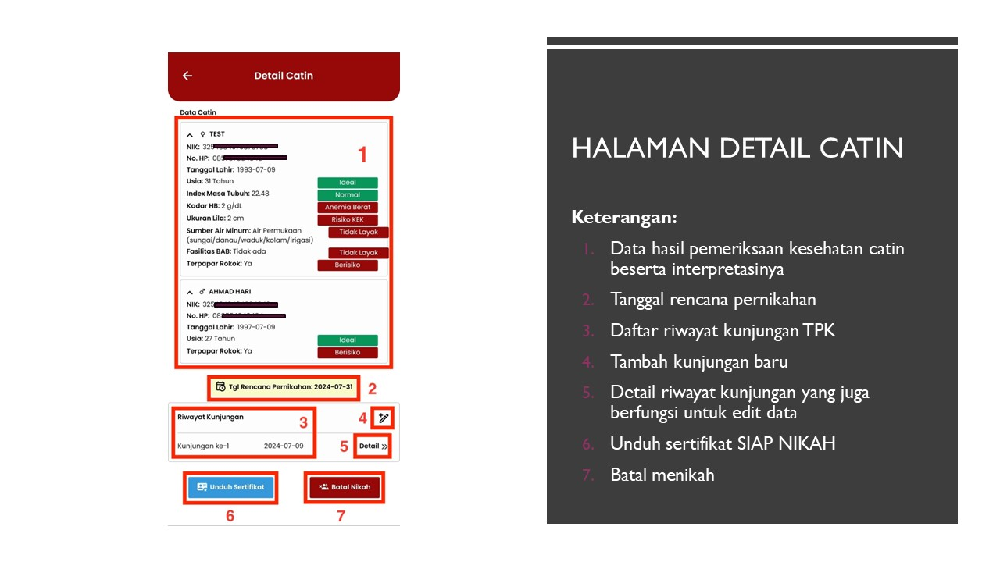 Detail Catin
Data Catin
TEST
1
NIK: 325
No. HP: 085
Tanggal Lahir: 1993-07-09
Usia: 31 Tahun
Ideal
Index Masa Tubuh: 22.48
Normal
Kadar HB: 2 g/dL
Anemia Berat
Ukuran Lila: 2 cm
Risiko KEK
Sumber Air Minum: Air Permukaan
Tidak Layak
(sungai/danau/waduk/kolam/irigasi)
Fasilitas BAB: Tidak ada
Tidak Layak
Terpapar Rokok: Ya
Berisiko
AHMAD HARI
NIK: 325
No. HP: 08
Tanggal Lahir: 1997-07-09
Usia: 27 Tahun
Ideal
Terpapar Rokok: Ya
Berisiko
Tgl Rencana Pernikahan: 2024-07-31
2
Riwayat Kunjungan
3
4
Kunjungan ke-1 2024-07-09
5
Detail »
Unduh Sertifikat
Batal Nikah
6
7
HALAMAN DETAIL CATIN
Keterangan:
1. Data hasil pemeriksaan kesehatan catin
beserta interpretasinya
2. Tanggal rencana pernikahan
3. Daftar riwayat kunjungan TPK
4. Tambah kunjungan baru
5. Detail riwayat kunjungan yang juga
berfungsi untuk edit data
6. Unduh sertifikat SIAP NIKAH
7. Batal menikah